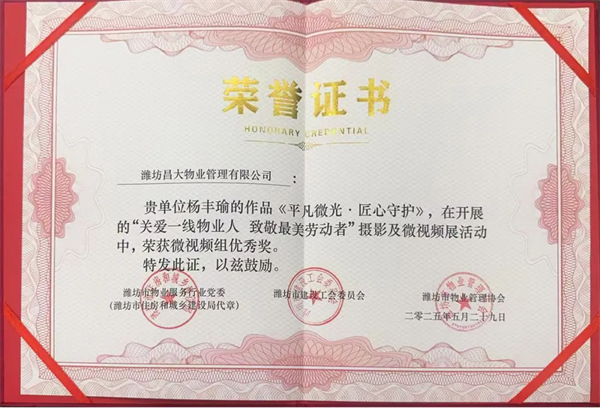 荣誉证书
HONORARY CREDENTIAL
潍坊昌大物业管理有限公司：
贵单位杨丰瑜的作品《平凡微光·匠心守护》，在开展
的“关爱一线物业人 致敬最美劳动者”摄影及微视频展活动
中，荣获微视频组优秀奖。
特发此证，以兹鼓励。
潍坊市物业服务行业党委 潍坊市建设工会委员会 潍坊市物业管理协会
(潍坊市住房和城乡建设局代章) 二〇二五年五月二十九日